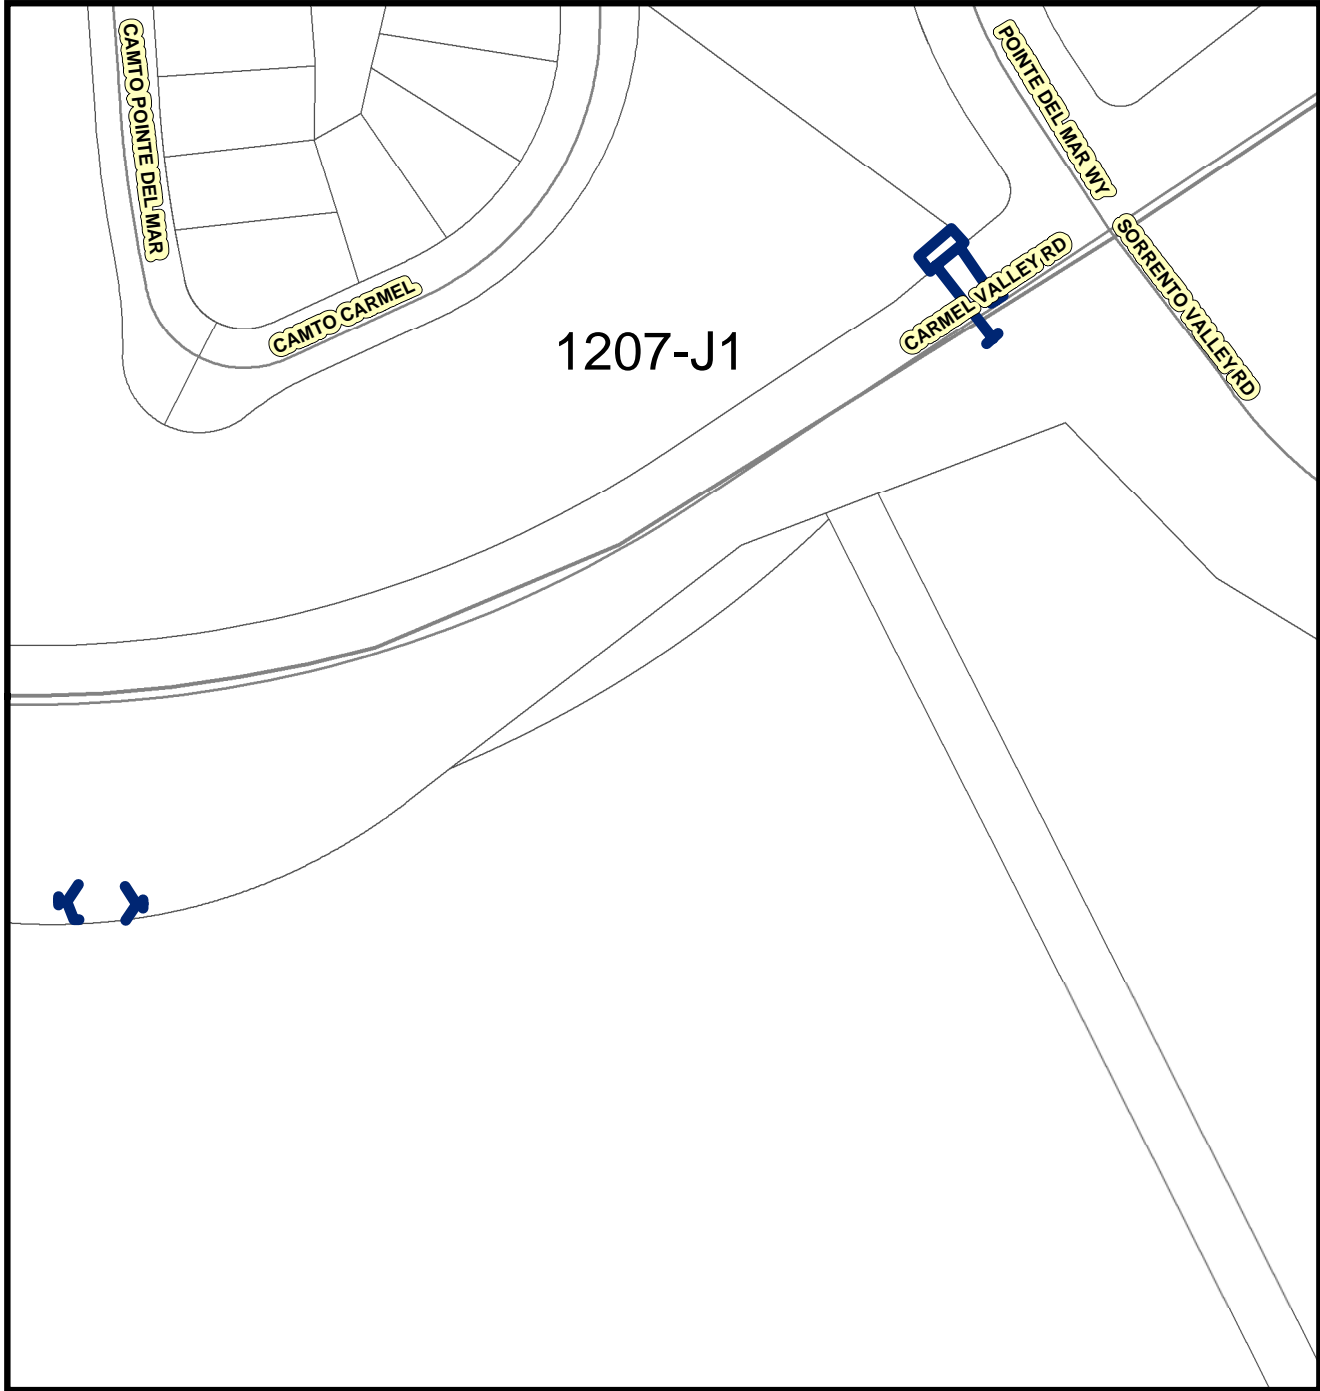 CAMTO POINTE DEL MAR
POINTE DEL MAR WY
SORRENTO VALLEY RD
CARMEL VALLEY RD
CAMTO CARMEL
1207-J1